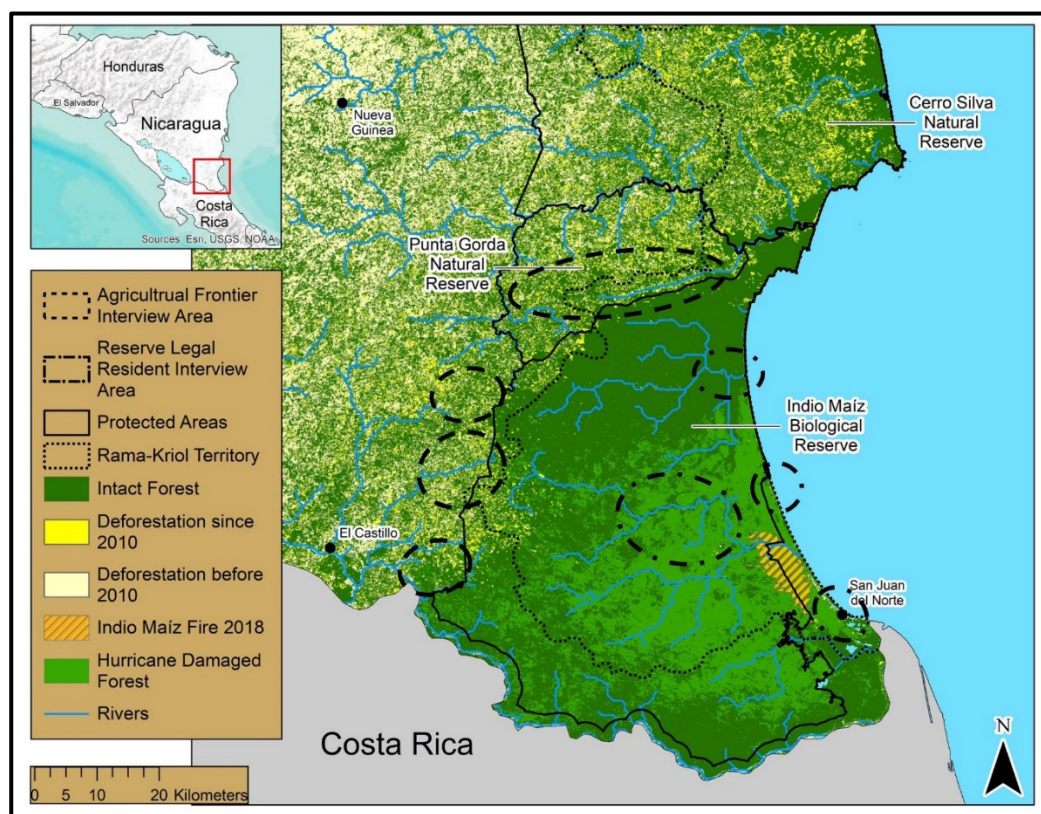 Honduras
El Salvador
Nicaragua
Costa
Rica
Sources: Esri, USGS, NOAA
Nueva
Guinea
Cerro Silva
Natural
Reserve
Punta Gorda
Natural
Reserve
Indio Maíz
Biological
Reserve
El Castillo
San Juan
del Norte
Costa Rica
Agricultrual Frontier
Interview Area
Reserve Legal
Resident Interview
Area
Protected Areas
Rama-Kriol Territory
Intact Forest
Deforestation since
2010
Deforestation before
2010
Indio Maíz Fire 2018
Hurricane Damaged
Forest
Rivers
0 5 10 20 Kilometers
N